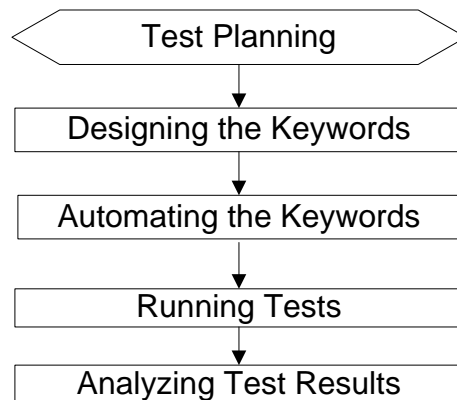 Test Planning
Designing the Keywords
Automating the Keywords
Running Tests
Analyzing Test Results